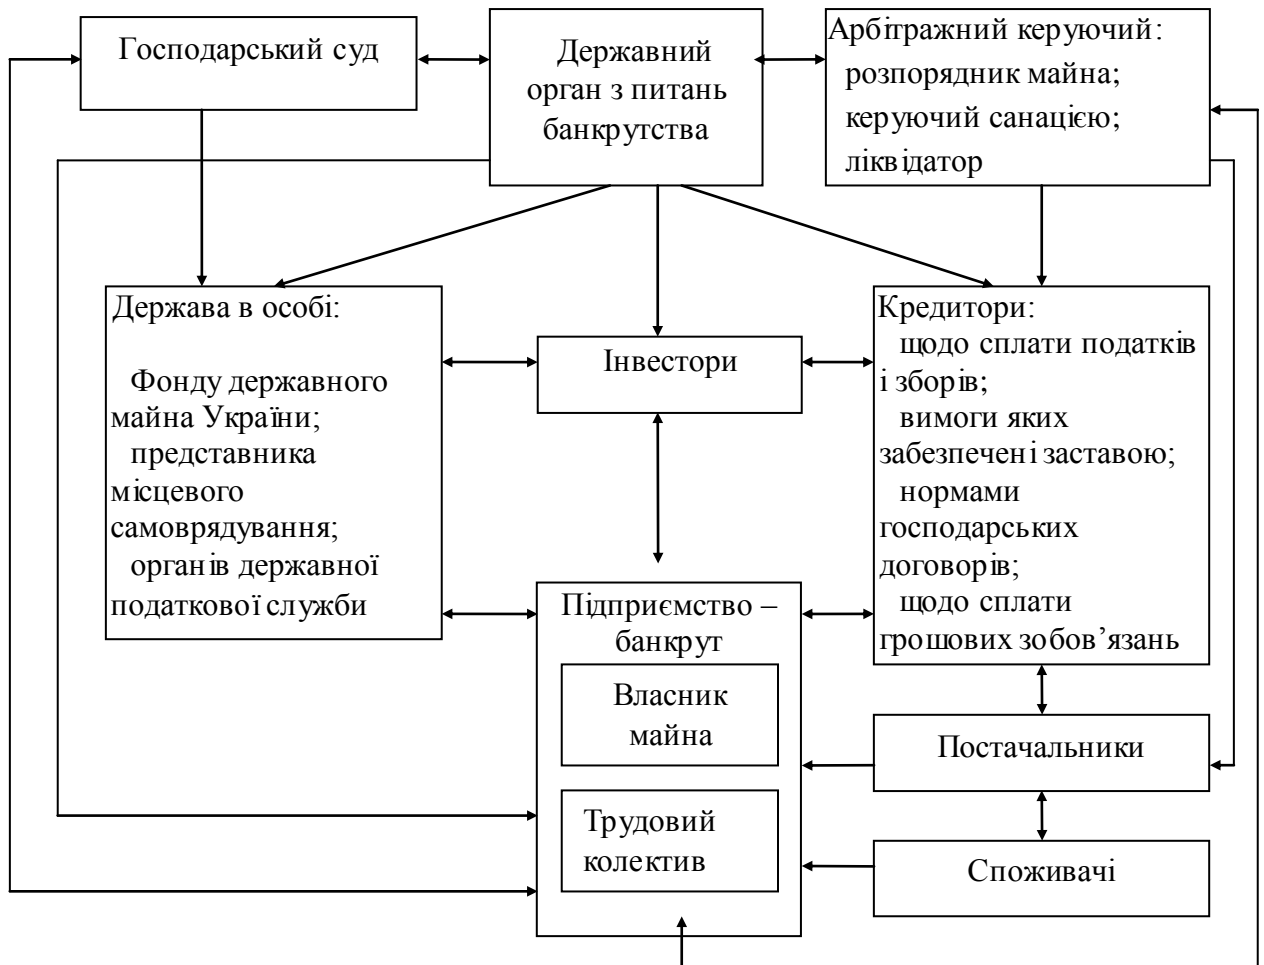 Господарський суд
Державний
орган з питань
банкрутства
Арбітражний керуючий:
розпорядник майна;
керуючий санацією;
ліквідатор
Держава в особі:
Фонду державного
майна України;
представника
місцевого
самоврядування;
органів державної
податкової служби
Інвестори
Кредитори:
щодо сплати податків
і зборів;
вимоги яких
забезпечені заставою;
нормами
господарських
договорів;
щодо сплати
грошових зобов’язань
Підприємство –
банкрут
Власник
майна
Трудовий
колектив
Постачальники
Споживачі